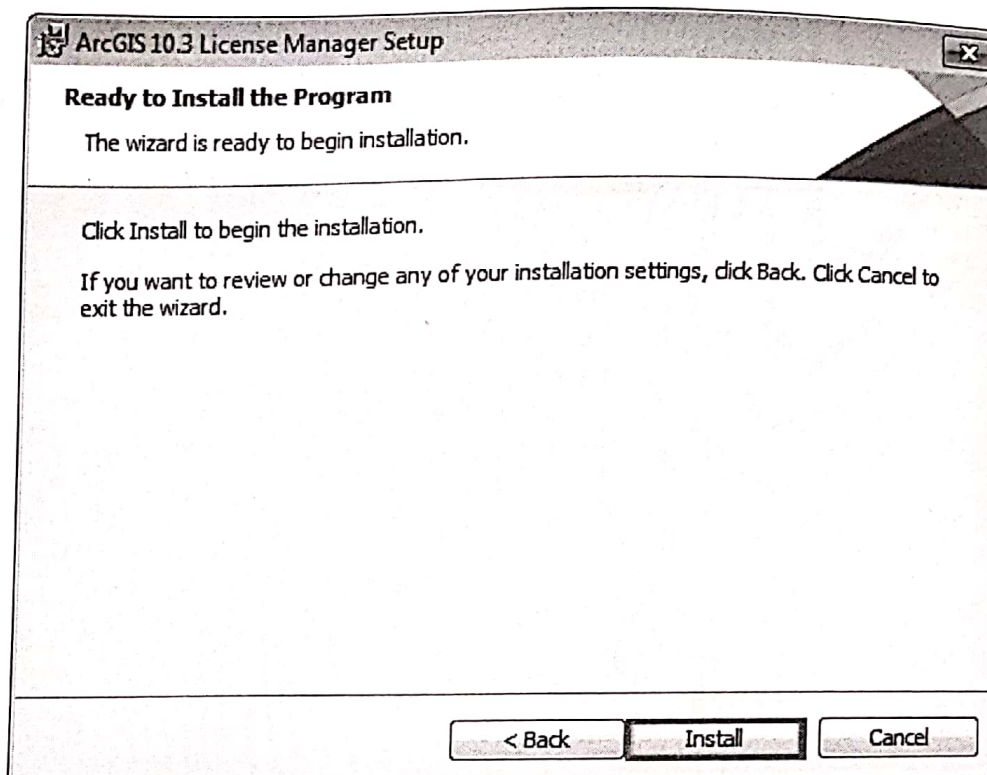 ArcGIS 10.3 License Manager Setup
Ready to Install the Program
The wizard is ready to begin installation.
Click Install to begin the installation.
If you want to review or change any of your installation settings, click Back. Click Cancel to
exit the wizard.
< Back Install Cancel